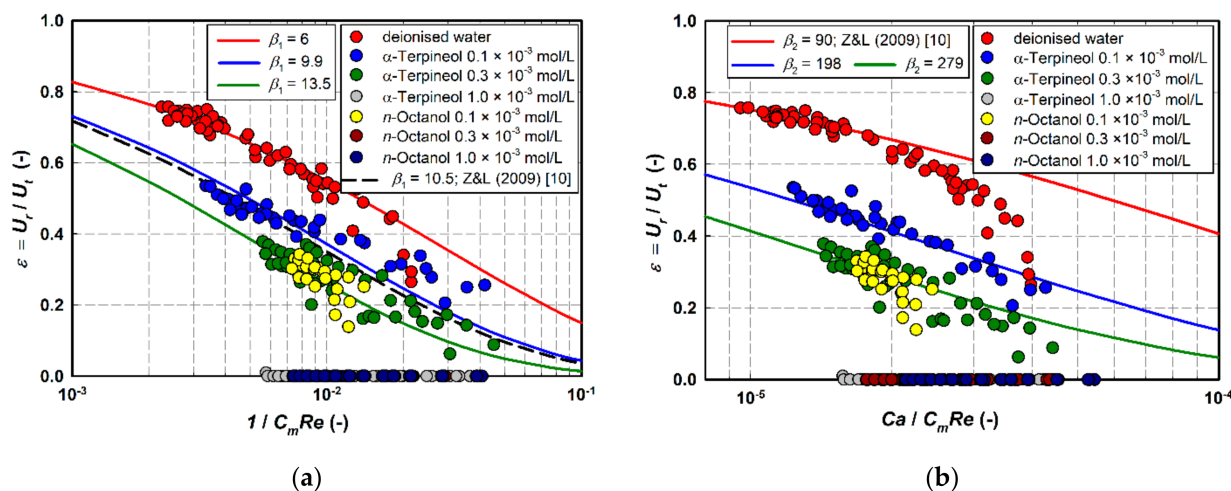 1.0
0.8
0.6
0.4
0.2
0.0
ε = U_r / U_t (-)
β₁ = 6
β₁ = 9.9
β₁ = 13.5
deionised water
α-Terpineol 0.1 × 10⁻³ mol/L
α-Terpineol 0.3 × 10⁻³ mol/L
α-Terpineol 1.0 × 10⁻³ mol/L
n-Octanol 0.1 × 10⁻³ mol/L
n-Octanol 0.3 × 10⁻³ mol/L
n-Octanol 1.0 × 10⁻³ mol/L
β₁ = 10.5; Z&L (2009) [10]
10⁻³ 10⁻² 10⁻¹
1 / C_mRe (-)
(a)
1.0
0.8
0.6
0.4
0.2
0.0
ε = U_r / U_t (-)
β₂ = 90; Z&L (2009) [10]
β₂ = 198 β₂ = 279
deionised water
α-Terpineol 0.1 ×10⁻³ mol/L
α-Terpineol 0.3 ×10⁻³ mol/L
α-Terpineol 1.0 ×10⁻³ mol/L
n-Octanol 0.1 × 10⁻³ mol/L
n-Octanol 0.3 × 10⁻³ mol/L
n-Octanol 1.0 × 10⁻³ mol/L
10⁻⁵ 10⁻⁴
Ca / C_mRe (-)
(b)